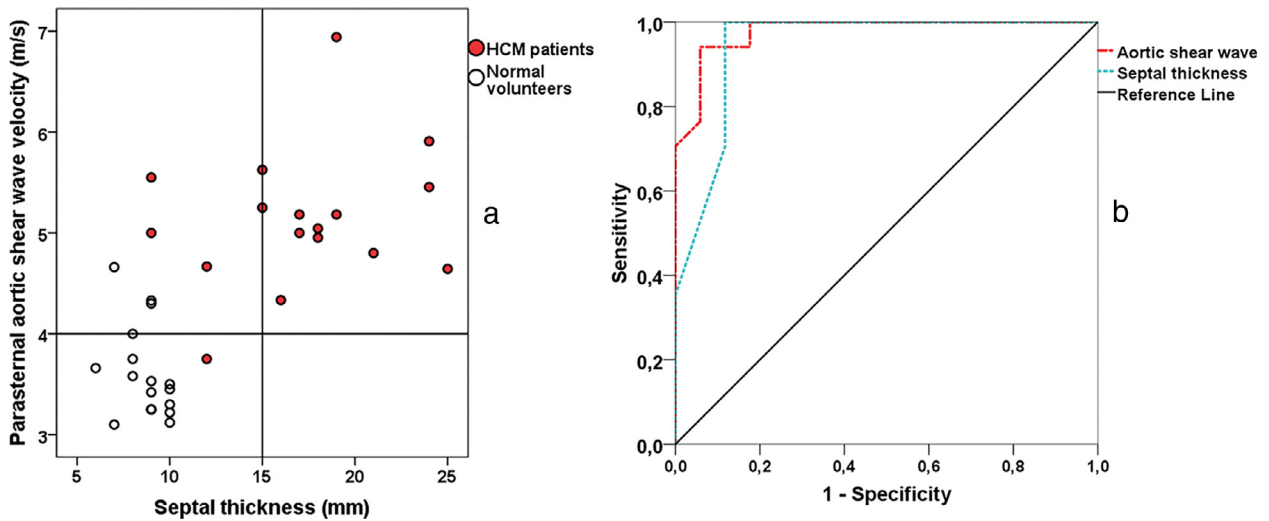 Parasternal aortic shear wave velocity (m/s)
7
6
5
4
3
5
10
15
20
25
Septal thickness (mm)
HCM patients
Normal
volunteers
a
Sensitivity
1,0
0,8
0,6
0,4
0,2
0,0
0,0
0,2
0,4
0,6
0,8
1,0
1 - Specificity
Aortic shear wave
Septal thickness
Reference Line
b